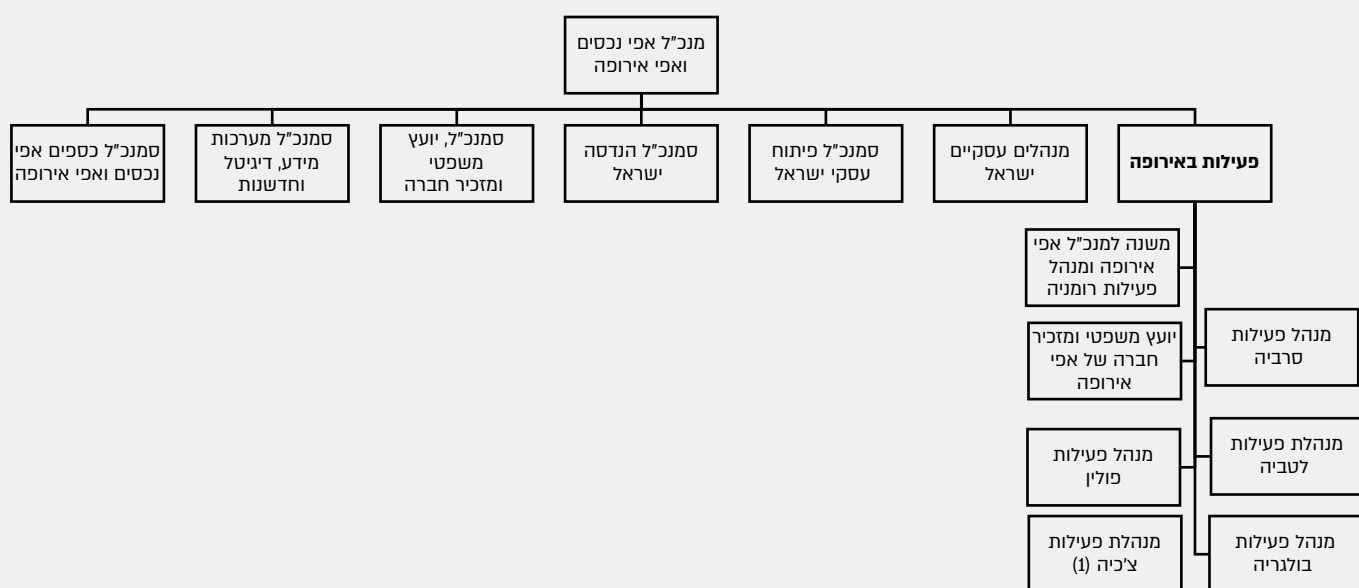 מנכ"ל אפי נכסים
ואפי אירופה
פעילות באירופה
מנהלים עסקיים
ישראל
סמנכ"ל פיתוח
עסקי ישראל
סמנכ"ל הנדסה
ישראל
סמנכ"ל, יועץ
משפטי
ומזכיר חברה
סמנכ"ל מערכות
מידע, דיגיטל
וחדשנות
סמנכ"ל כספים אפי
נכסים ואפי אירופה
משנה למנכ"ל אפי
אירופה ומנהל
פעילות רומניה
מנהל פעילות
סרביה
יועץ משפטי ומזכיר
חברה של אפי
אירופה
מנהלת פעילות
לטביה
מנהל פעילות
פולין
מנהל פעילות
בולגריה
מנהלת פעילות
צ'כיה (1)